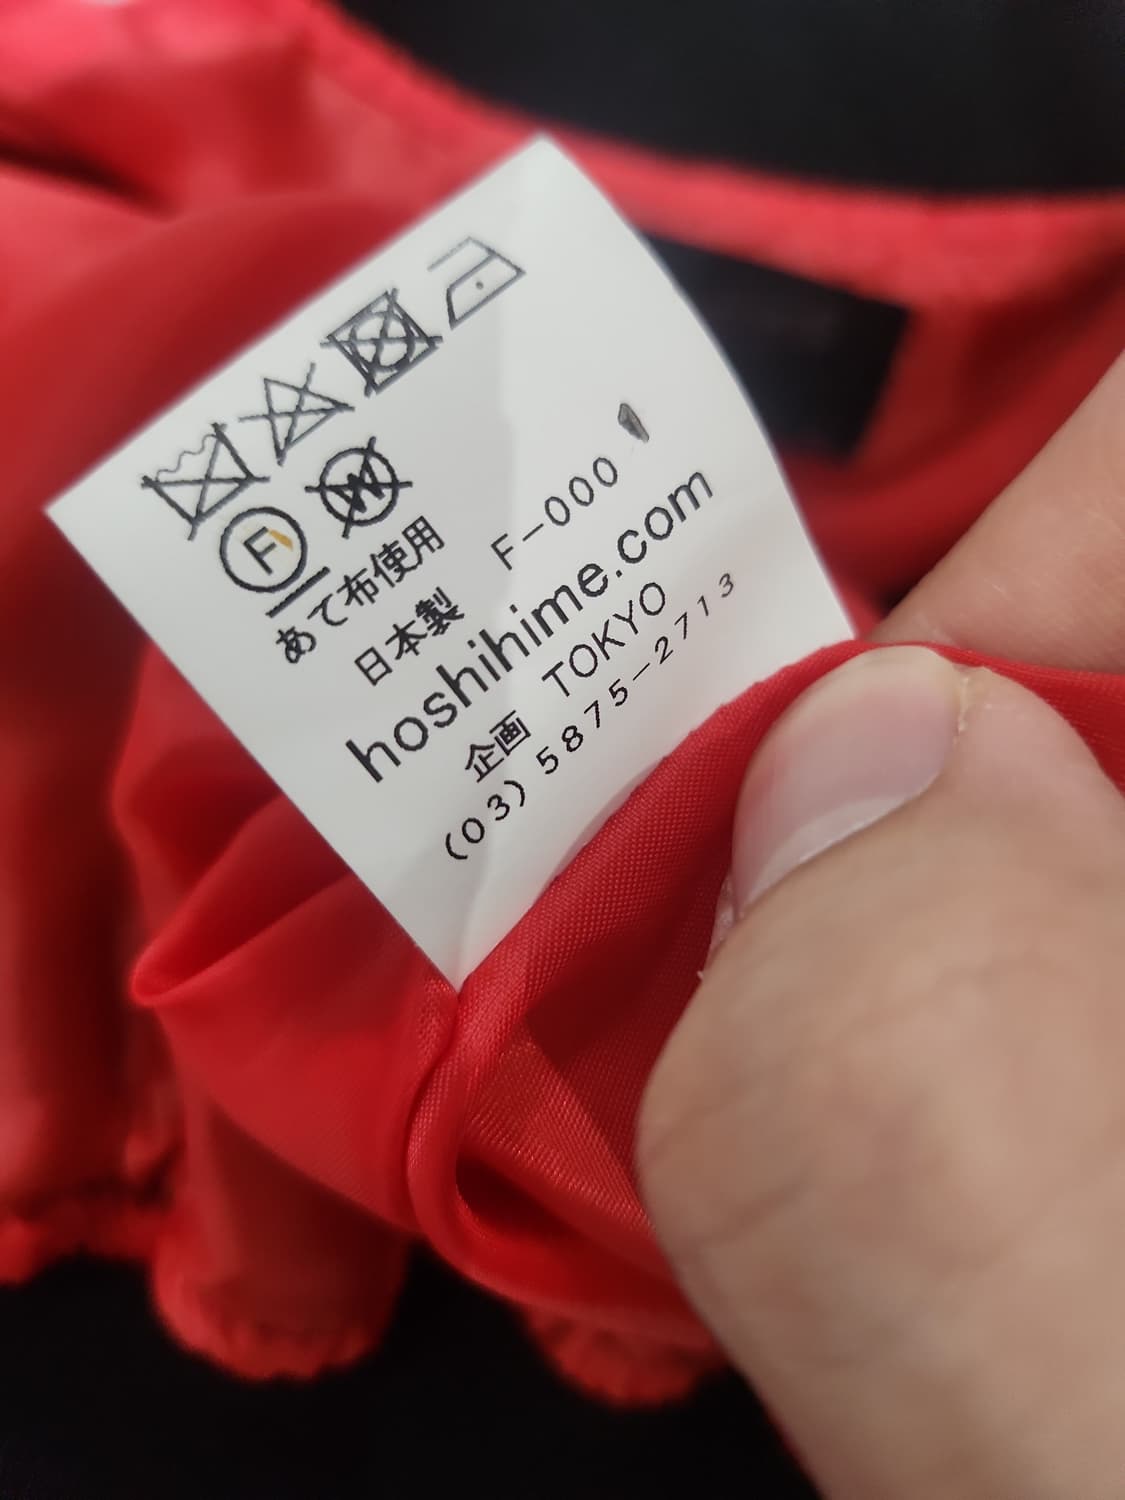 F
W
あて布使用
日本製 F-000
hoshihime.com
企画 TOKYO
(03) 5875-2713